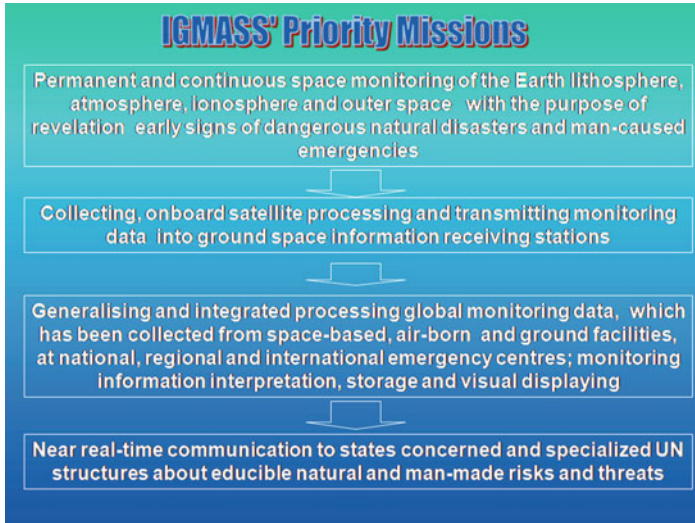 IGMASS' Priority Missions
Permanent and continuous space monitoring of the Earth lithosphere,
atmosphere, ionosphere and outer space with the purpose of
revelation early signs of dangerous natural disasters and man-caused
emergencies
Collecting, onboard satellite processing and transmitting monitoring
data into ground space information receiving stations
Generalising and integrated processing global monitoring data, which
has been collected from space-based, air-born and ground facilities,
at national, regional and international emergency centres; monitoring
information interpretation, storage and visual displaying
Near real-time communication to states concerned and specialized UN
structures about educible natural and man-made risks and threats